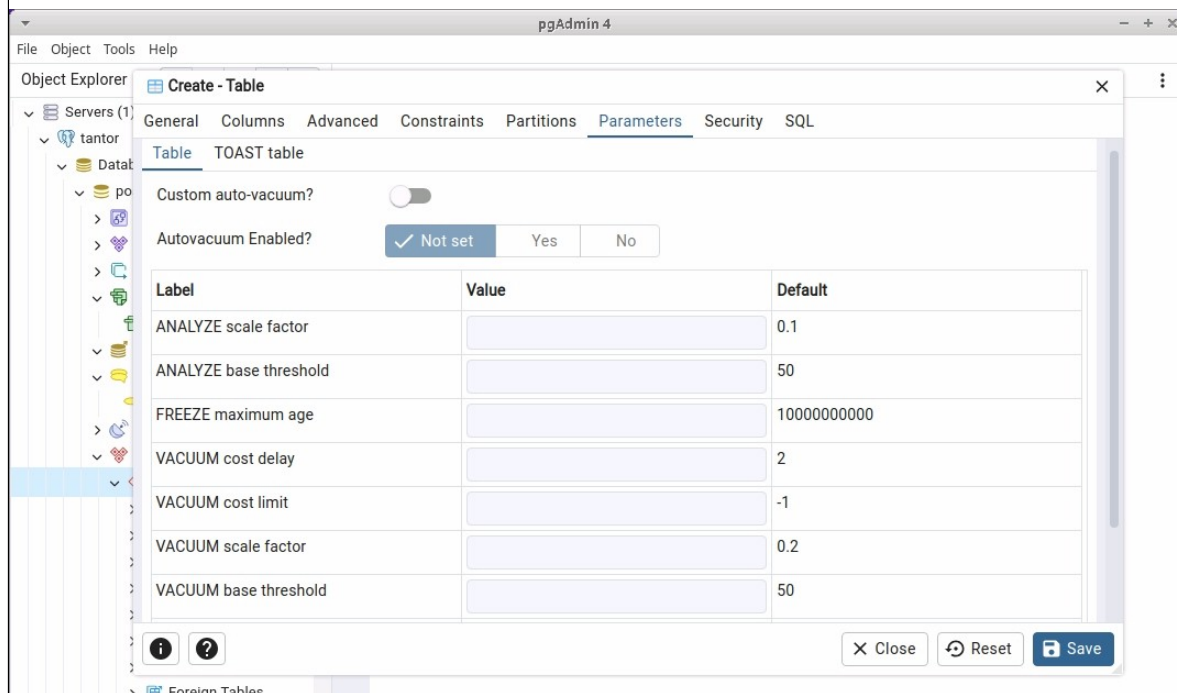 pgAdmin 4
File Object Tools Help
Object Explorer
Create - Table
Servers (1)
General Columns Advanced Constraints Partitions Parameters Security SQL
tantor
Table TOAST table
Datab
po
Custom auto-vacuum?
Autovacuum Enabled? Not set Yes No
Label Value Default
ANALYZE scale factor 0.1
ANALYZE base threshold 50
FREEZE maximum age 10000000000
VACUUM cost delay 2
VACUUM cost limit -1
VACUUM scale factor 0.2
VACUUM base threshold 50
Close Reset Save
Foreign Tables